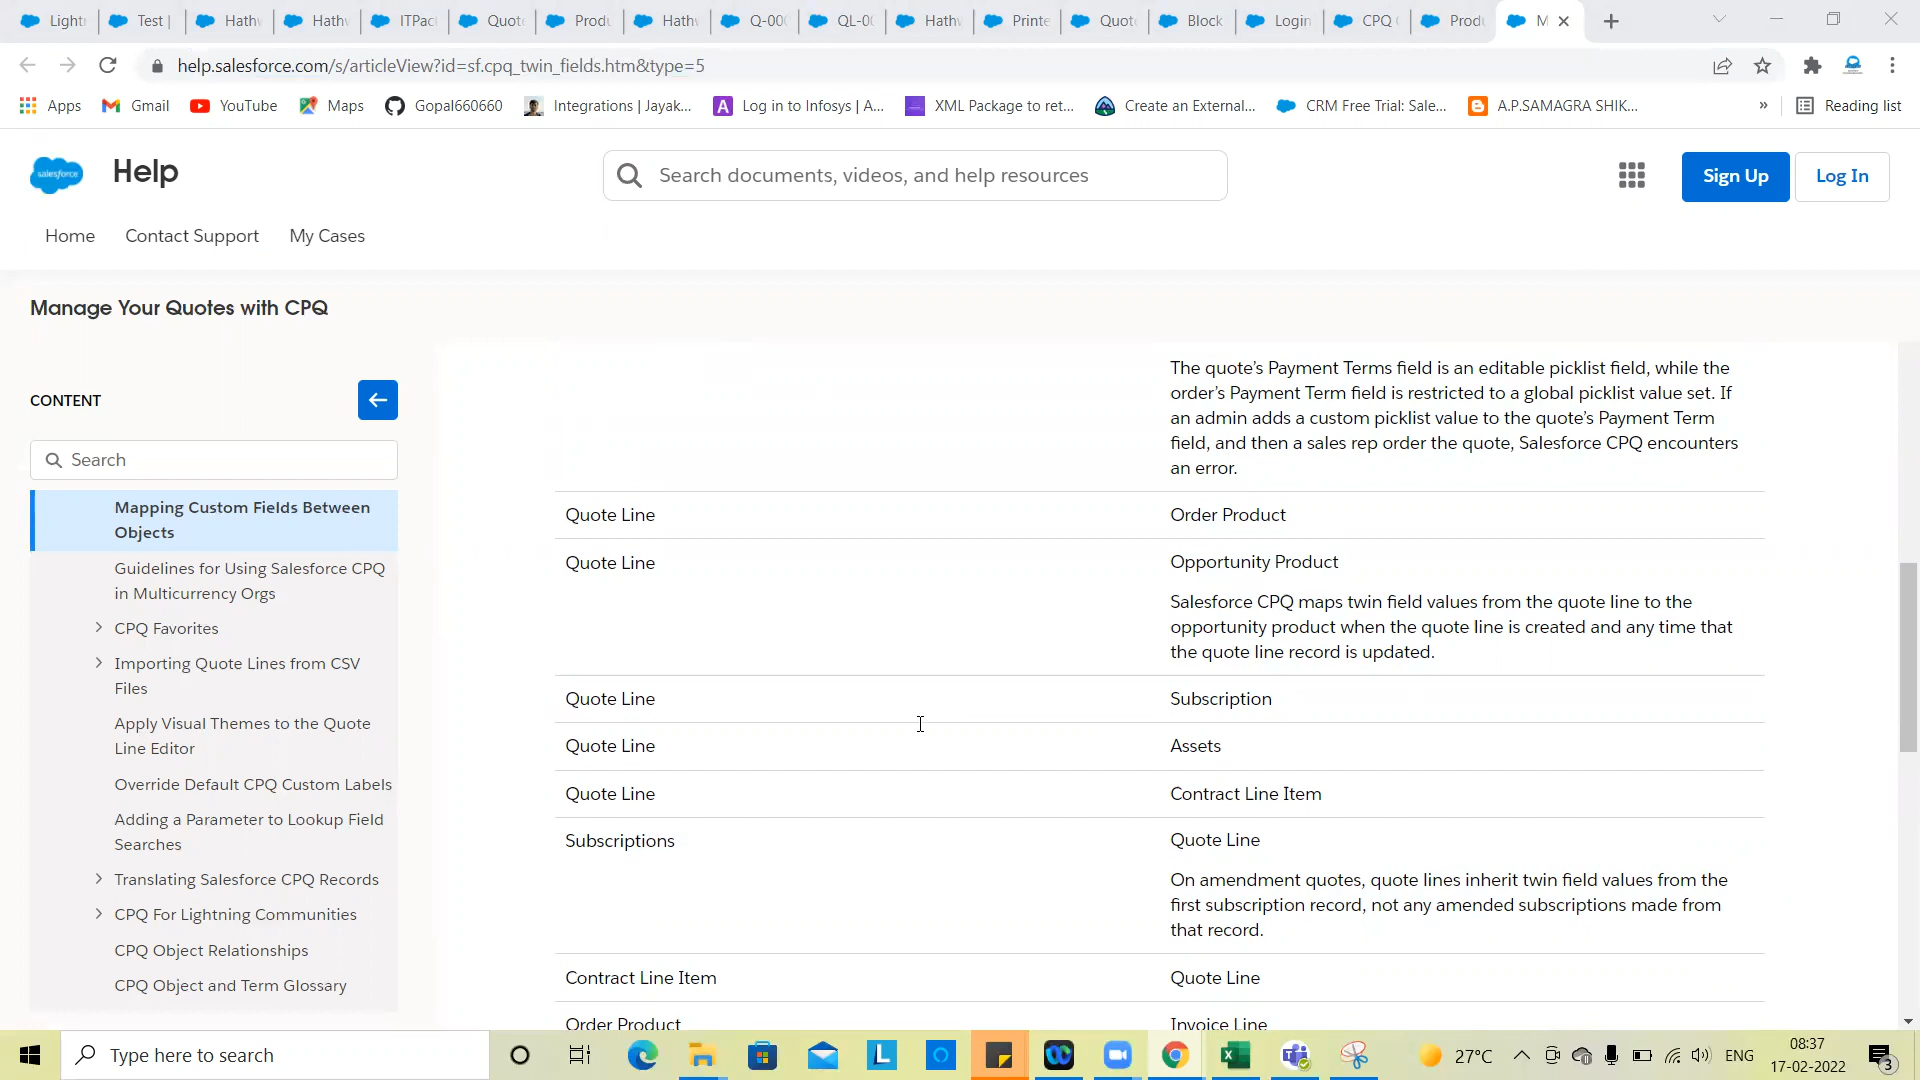 Lightn
Test |
Hathw
Hathw
ITPac
Quote
Produ
Hathw
Q-000
QL-00
Hathw
Printe
Quote
Block
Login
CPQ
Produ
M
help.salesforce.com/s/articleView?id=sf.cpq_twin_fields.htm&type=5
Apps Gmail YouTube Maps Gopal660660 Integrations | Jayak... Log in to Infosys | A... XML Package to ret... Create an External... CRM Free Trial: Sale... A.P.SAMAGRA SHIK... » Reading list
salesforce
Help
Search documents, videos, and help resources
Sign Up
Log In
Home Contact Support My Cases
Manage Your Quotes with CPQ
CONTENT
Search
Mapping Custom Fields Between
Objects
Guidelines for Using Salesforce CPQ
in Multicurrency Orgs
CPQ Favorites
Importing Quote Lines from CSV
Files
Apply Visual Themes to the Quote
Line Editor
Override Default CPQ Custom Labels
Adding a Parameter to Lookup Field
Searches
Translating Salesforce CPQ Records
CPQ For Lightning Communities
CPQ Object Relationships
CPQ Object and Term Glossary
The quote's Payment Terms field is an editable picklist field, while the
order's Payment Term field is restricted to a global picklist value set. If
an admin adds a custom picklist value to the quote's Payment Term
field, and then a sales rep order the quote, Salesforce CPQ encounters
an error.
Quote Line Order Product
Quote Line Opportunity Product
Salesforce CPQ maps twin field values from the quote line to the
opportunity product when the quote line is created and any time that
the quote line record is updated.
Quote Line Subscription
Quote Line Assets
Quote Line Contract Line Item
Subscriptions Quote Line
On amendment quotes, quote lines inherit twin field values from the
first subscription record, not any amended subscriptions made from
that record.
Contract Line Item Quote Line
Order Product Invoice Line
Type here to search
27°C
ENG
08:37
17-02-2022
3